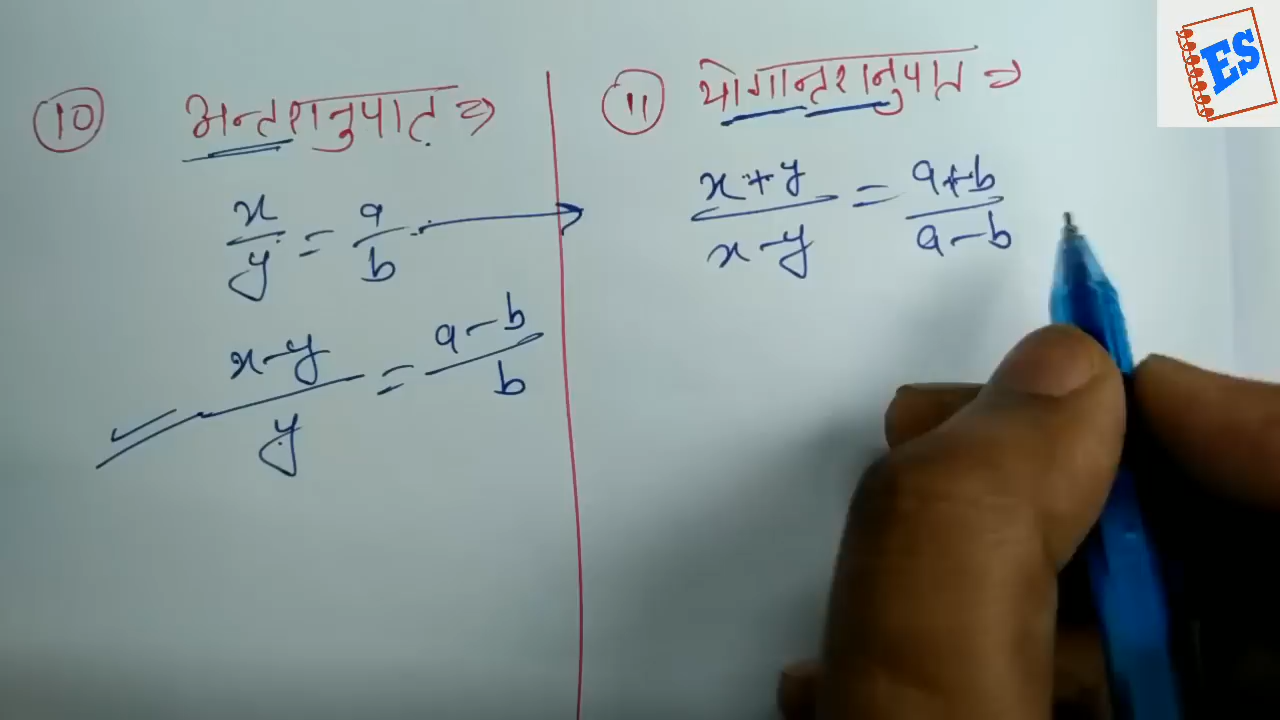 10 अन्तरानुपात ⇒
x/y = a/b →
x-y/y = a-b/b
11 योगान्तरानुपात ⇒
x+y/x-y = a+b/a-b
ES